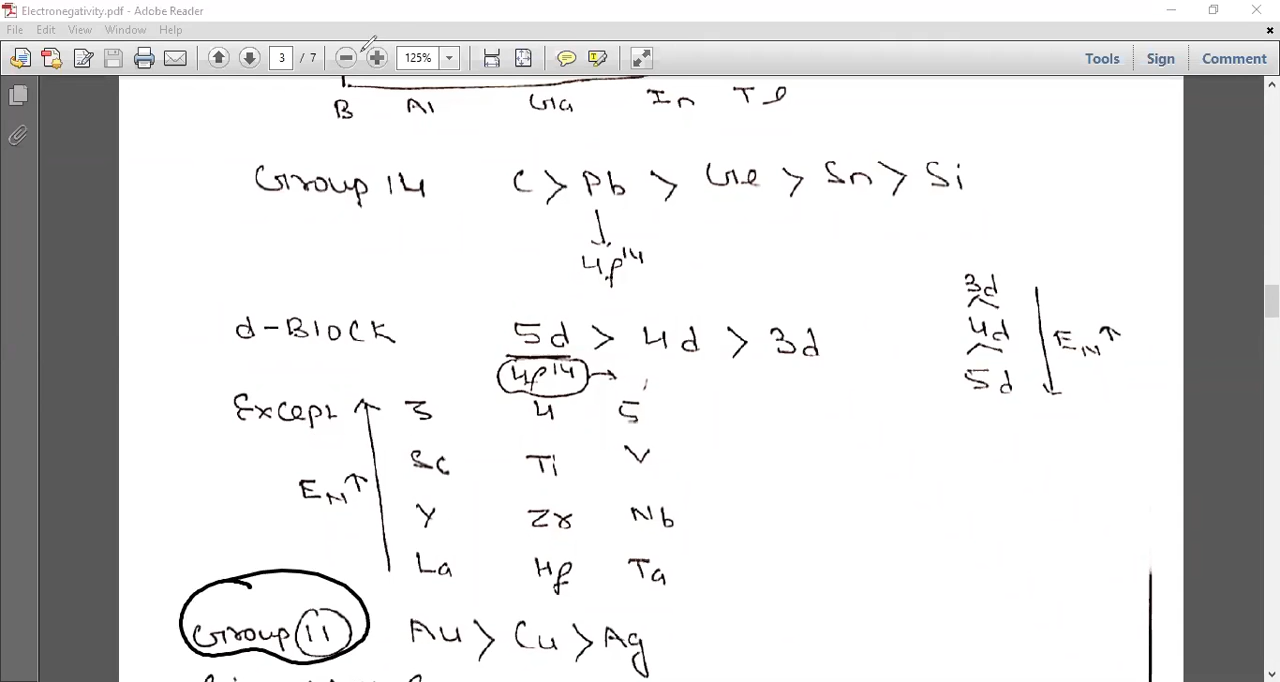 Electronegativity.pdf - Adobe Reader
File Edit View Window Help
3 / 7 125% Tools Sign Comment
B Al Ga In Tl
Group 14 C > Pb > Ge > Sn > Si
4f14
3d
d-Block 5d > 4d > 3d 4d EN↑
4f14 → 5d
Except 3 4 5
Sc Ti V
EN↑
Y Zr Nb
La Hf Ta
Group 11 Au > Cu > Ag